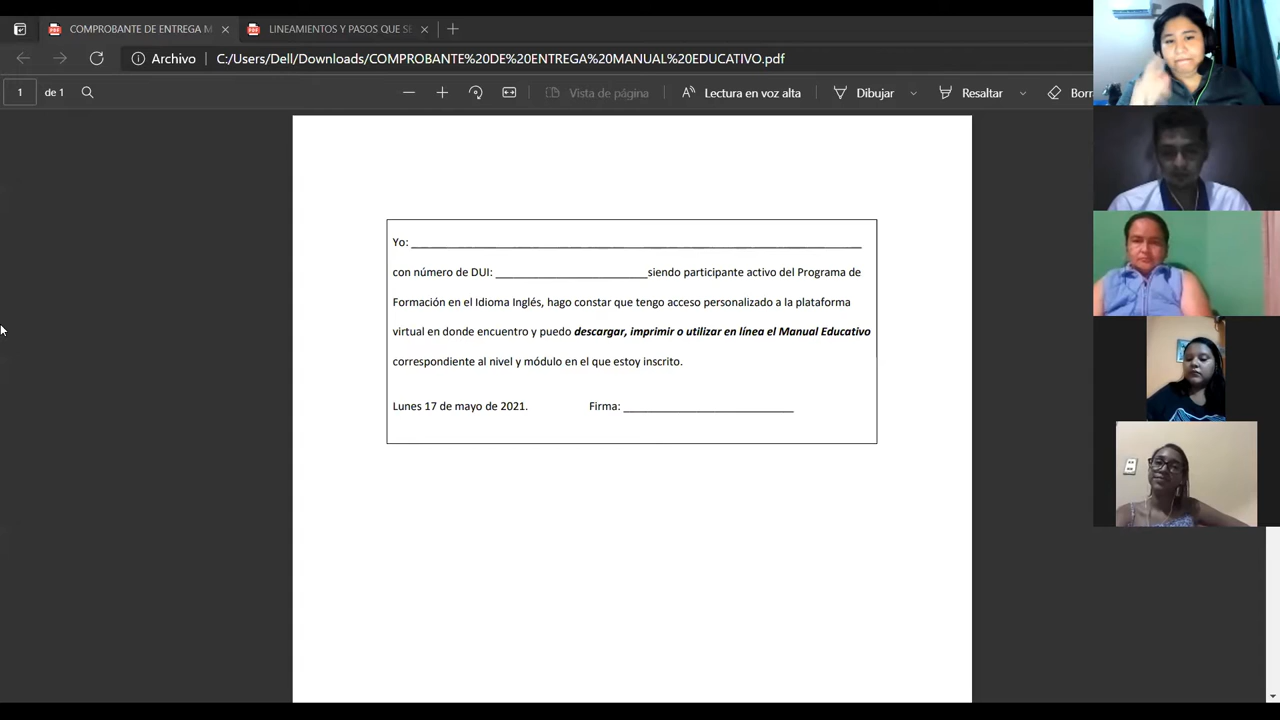 COMPROBANTE DE ENTREGA M
LINEAMIENTOS Y PASOS QUE SE
Archivo C:/Users/Dell/Downloads/COMPROBANTE%20DE%20ENTREGA%20MANUAL%20EDUCATIVO.pdf
1 de 1 Vista de página Lectura en voz alta Dibujar Resaltar Borr
Yo: ______________________________________________
con número de DUI: ________________________siendo participante activo del Programa de
Formación en el Idioma Inglés, hago constar que tengo acceso personalizado a la plataforma
virtual en donde encuentro y puedo descargar, imprimir o utilizar en línea el Manual Educativo
correspondiente al nivel y módulo en el que estoy inscrito.
Lunes 17 de mayo de 2021. Firma: ___________________________